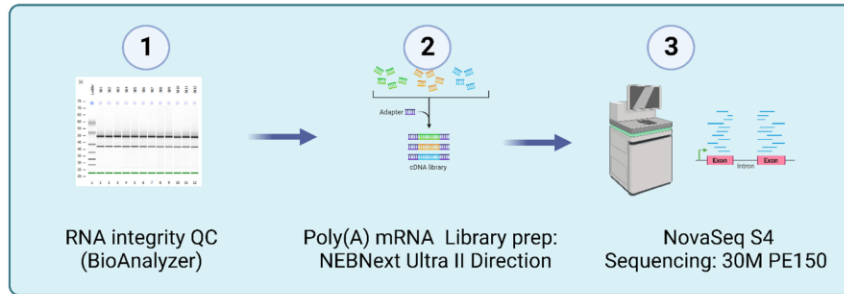 1
2
3
Adapter
cDNA library
Exon
Intron
Exon
RNA integrity QC
(BioAnalyzer)
Poly(A) mRNA Library prep:
NEBNext Ultra II Direction
NovaSeq S4
Sequencing: 30M PE150